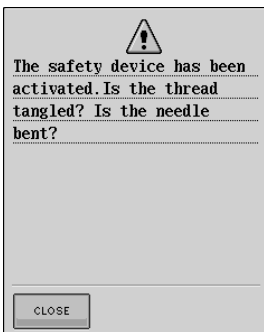 The safety device has been
activated.Is the thread
tangled? Is the needle
bent?
CLOSE